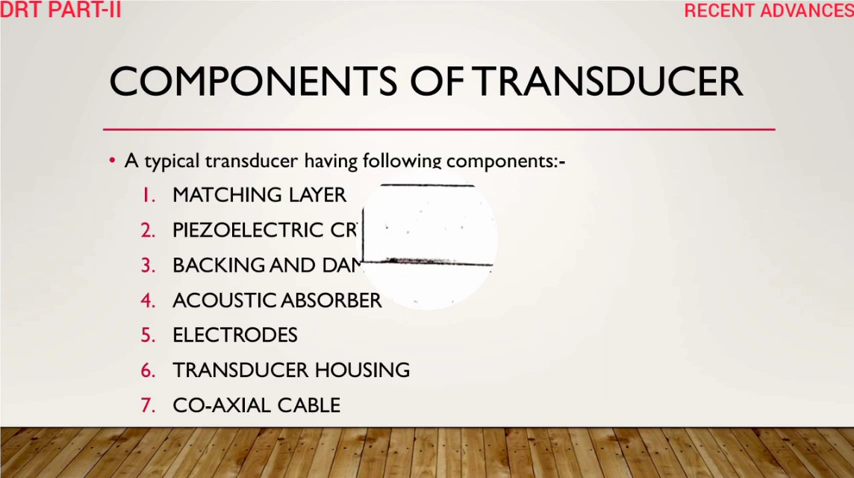 DRT PART-II
RECENT ADVANCES
COMPONENTS OF TRANSDUCER
• A typical transducer having following components:-
1. MATCHING LAYER
2. PIEZOELECTRIC
3. BACKING AND
4. ACOUSTIC ABSORBER
5. ELECTRODES
6. TRANSDUCER HOUSING
7. CO-AXIAL CABLE